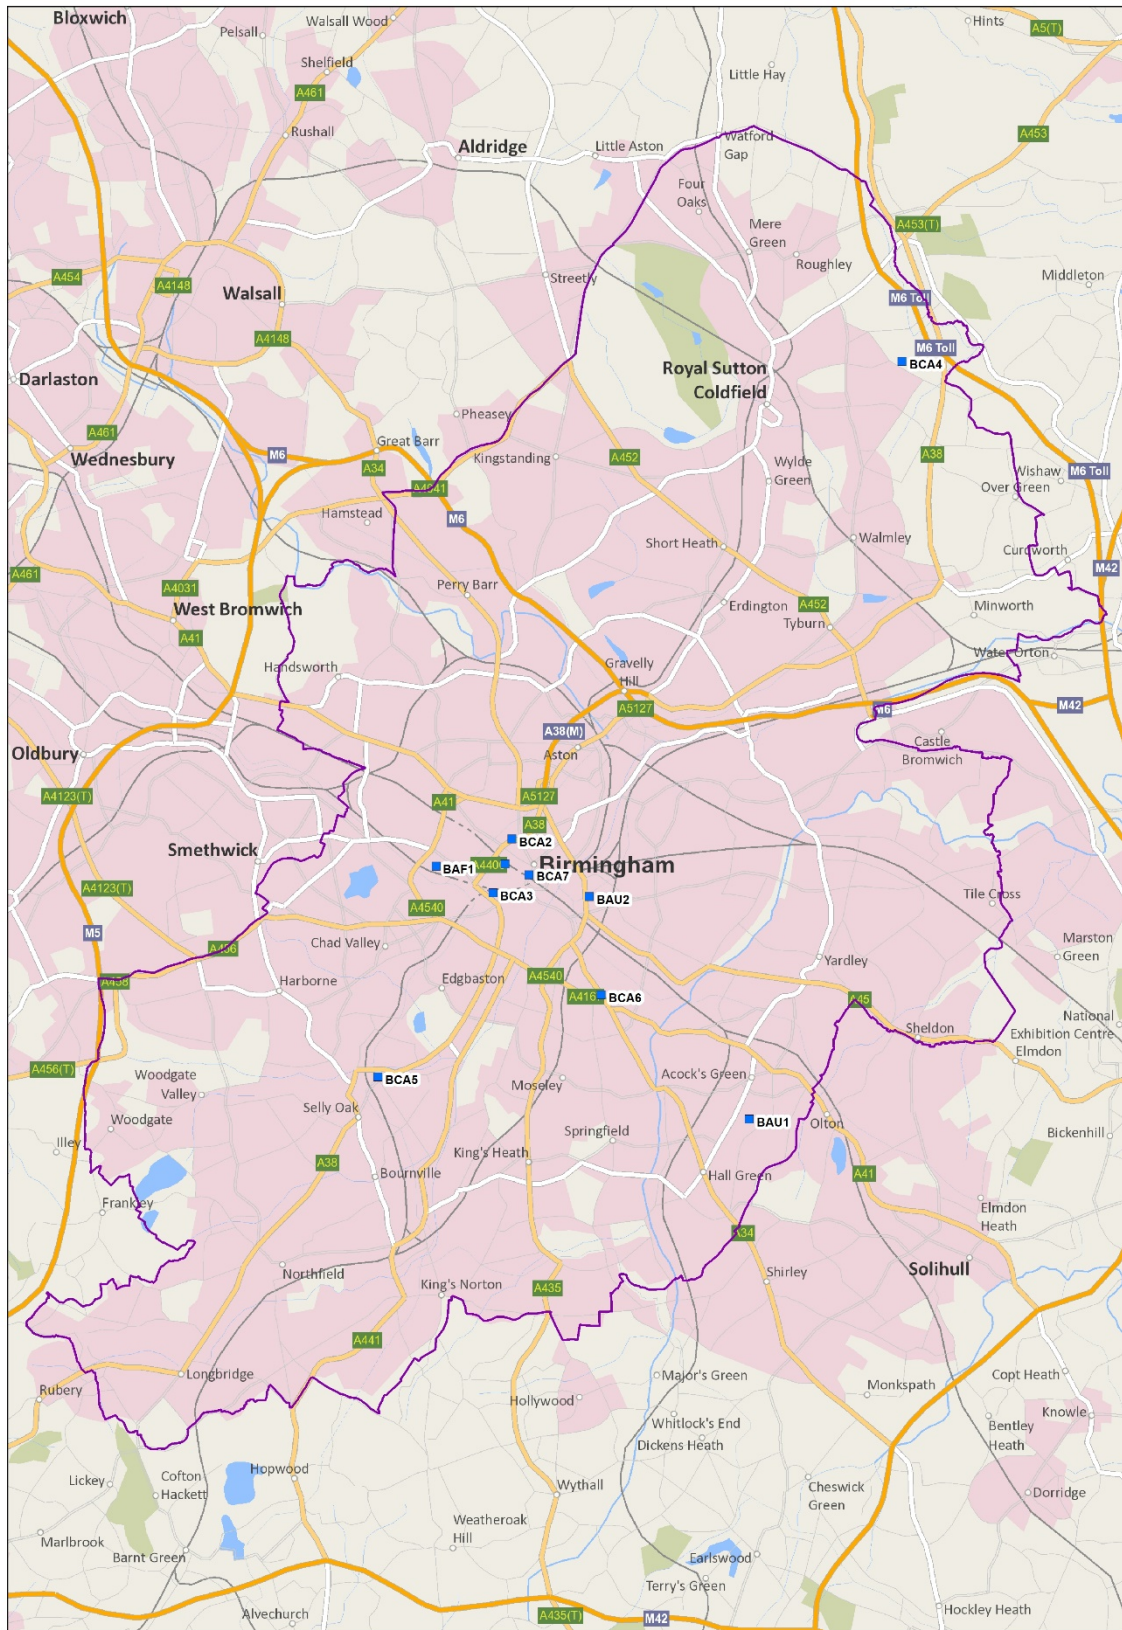 Bloxwich
Pelsall
Walsall Wood
Hints
A5(T)
Shelfield
Little Hay
A461
Rushall
A453
Aldridge
Little Aston
Watford
Gap
Four
Oaks
Mere
Green
A453(T)
Roughley
Middleton
A454
A4148
Streetly
Walsall
M6 Toll
A4148
M6 Toll
BCA4
Royal Sutton
Coldfield
Darlaston
Pheasey
A461
Great Barr
Wednesbury
M6
A34
Kingstanding
A452
A38
Wylde
Green
Wishaw
M6 Toll
Over Green
A4041
Hamstead
M6
Short Heath
Walmley
Curdworth
A461
A4031
Perry Barr
M42
West Bromwich
Erdington
A452
Minworth
A41
Tyburn
Water Orton
Handsworth
Gravelly
Hill
A5127
M6
M42
A38(M)
Oldbury
Aston
Castle
Bromwich
A4123(T)
A41
A5127
A38
BCA2
Smethwick
BAF1
A4400
Birmingham
BCA7
A4123(T)
BCA3
BAU2
Tile Cross
A4540
M5
A456
Chad Valley
Marston
Green
Yardley
A458
Harborne
Edgbaston
A4540
A4167
BCA6
A45
National
Exhibition Centre
Sheldon
Elmdon
A456(T)
Woodgate
Valley
BCA5
Moseley
Acock's Green
Selly Oak
Woodgate
BAU1
Olton
Illey
Springfield
Bickenhill
A38
King's Heath
Bournville
Hall Green
A41
Frankley
Elmdon
Heath
A34
Northfield
Solihull
King's Norton
A435
Shirley
A441
Longbridge
Major's Green
Copt Heath
Rubery
Hollywood
Monkspath
Whitlock's End
Knowle
Dickens Heath
Bentley
Heath
Lickey
Cofton
Hackett
Hopwood
Wythall
Cheswick
Green
Dorridge
Marlbrook
Weatheroak
Hill
Barnt Green
Earlswood
Terry's Green
Alvechurch
A435(T)
M42
Hockley Heath